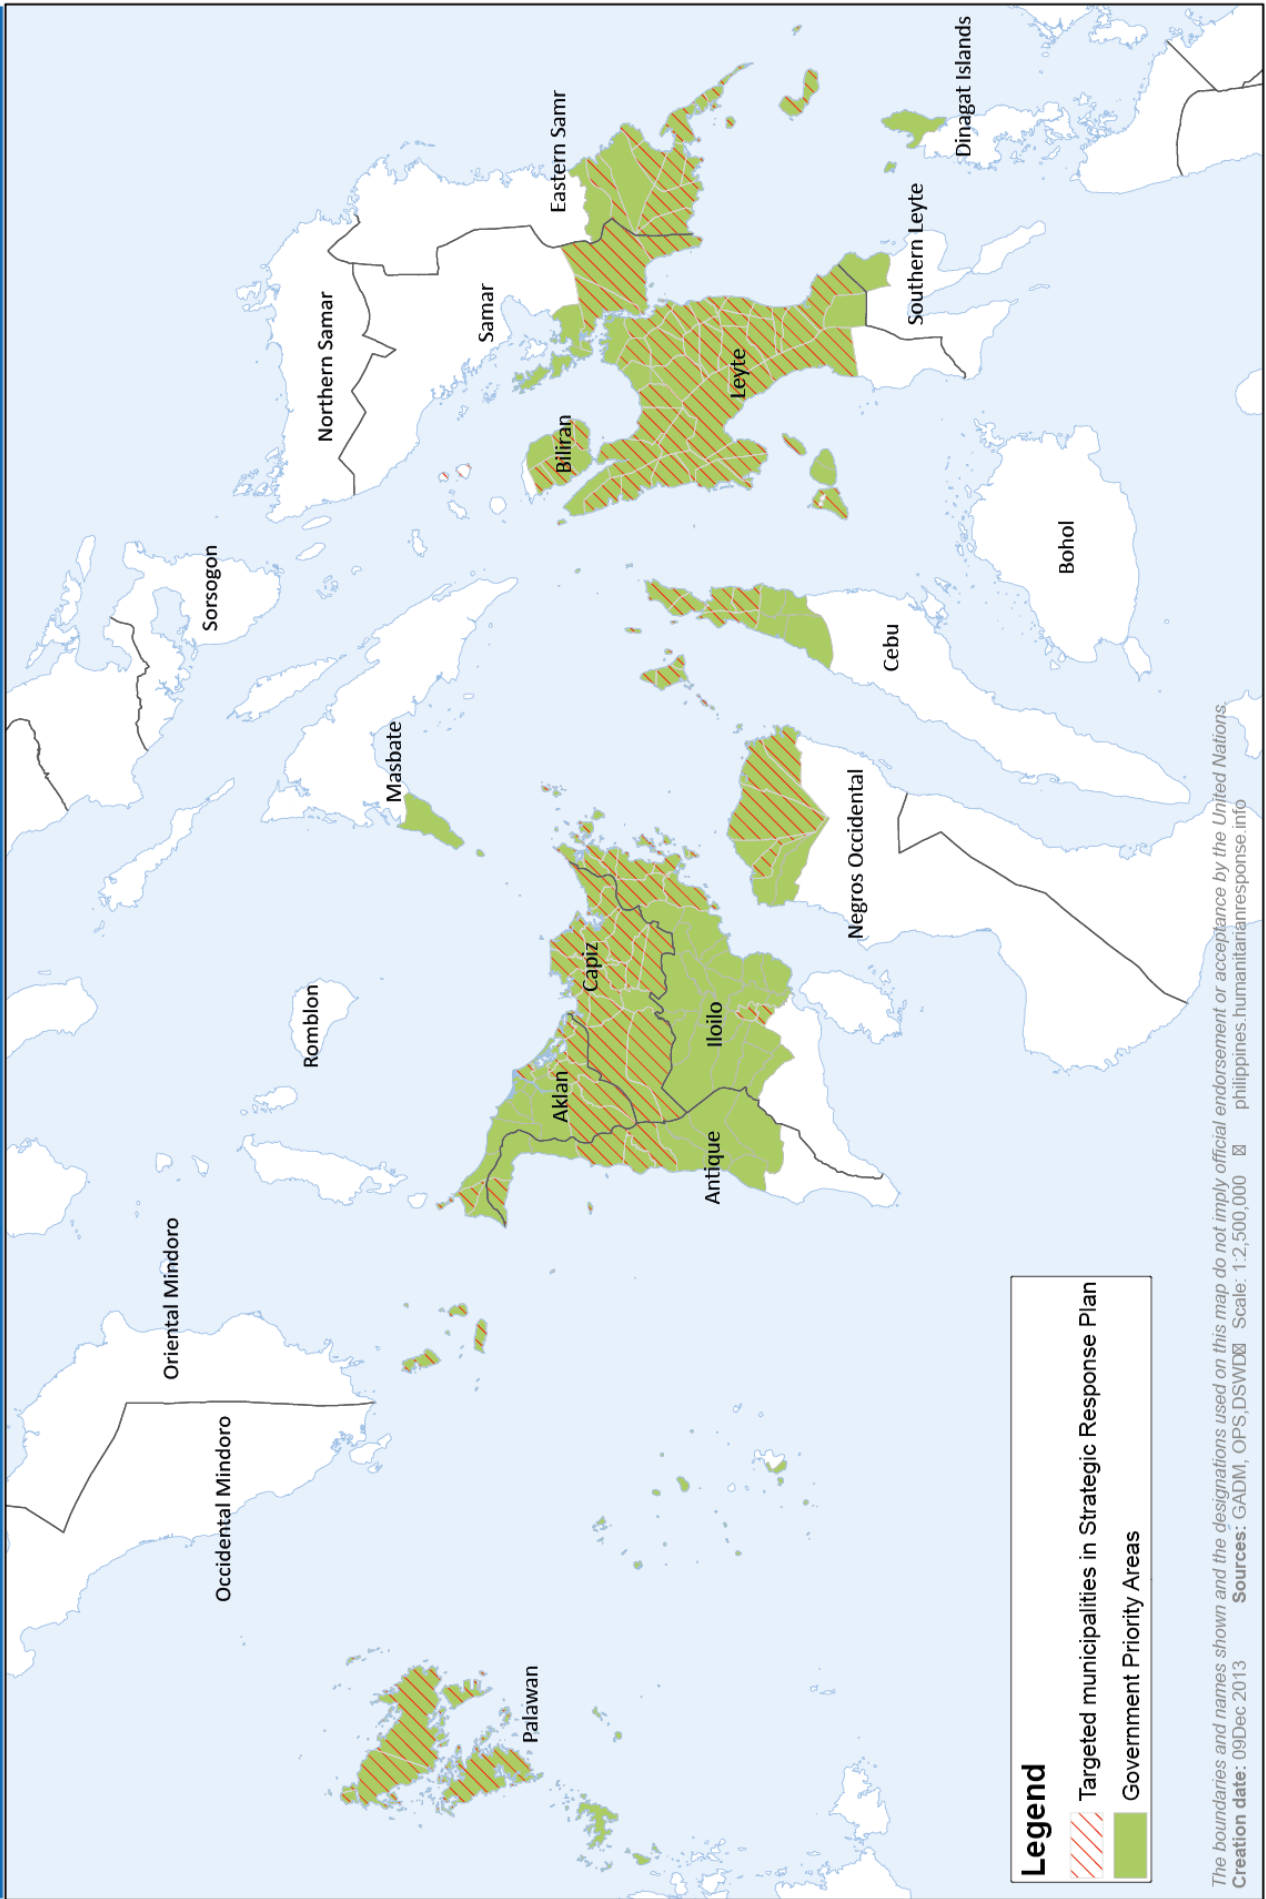 Sorsogon
Northern Samar
Masbate
Oriental Mindoro
Romblon
Samar
Eastern Samr
Occidental Mindoro
Biliran
Capiz
Aklan
Leyte
Palawan
Iloilo
Antique
Cebu
Southern Leyte
Dinagat Islands
Negros Occidental
Bohol
Legend
Targeted municipalities in Strategic Response Plan
Government Priority Areas
The boundaries and names shown and the designations used on this map do not imply official endorsement or acceptance by the United Nations.
Creation date: 09Dec 2013 Sources: GADM, OPS,DSWD Scale: 1:2,500,000 philippines.humanitarianresponse.info